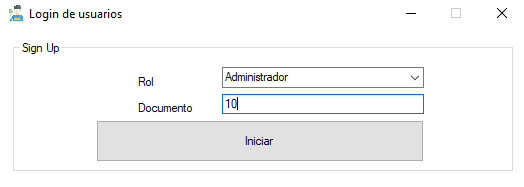 Login de usuarios
Sign Up
Rol
Administrador
Documento
10
Iniciar